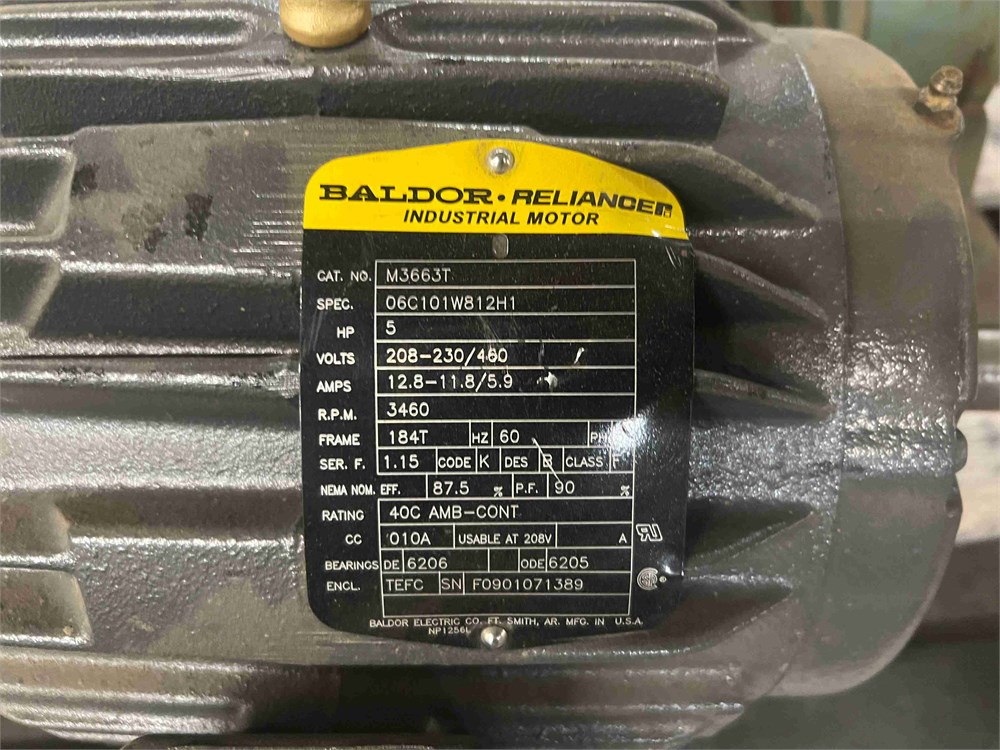 BALDOR • RELIANCER
INDUSTRIAL MOTOR
CAT. NO. M3663T
SPEC. 06C101W812H1
HP 5
VOLTS 208-230/460
AMPS 12.8-11.8/5.9
R.P.M. 3460
FRAME 184T HZ 60 PH
SER. F. 1.15 CODE K DES B CLASS F
NEMA NOM. EFF. 87.5 % P.F. 90 %
RATING 40C AMB-CONT
CC 010A USABLE AT 208V A
BEARINGS DE 6206 ODE 6205
ENCL. TEFC SN F0901071389
BALDOR ELECTRIC CO. FT. SMITH, AR. MFG. IN U.S.A.
NP1256L